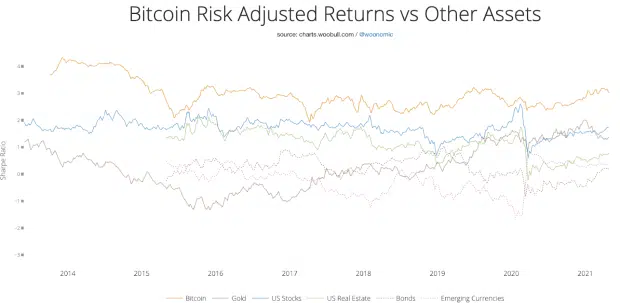 Bitcoin Risk Adjusted Returns vs Other Assets
source: charts.woobull.com / @woonomic
Sharpe Ratio
2014 2015 2016 2017 2018 2019 2020 2021
Bitcoin Gold US Stocks US Real Estate Bonds Emerging Currencies